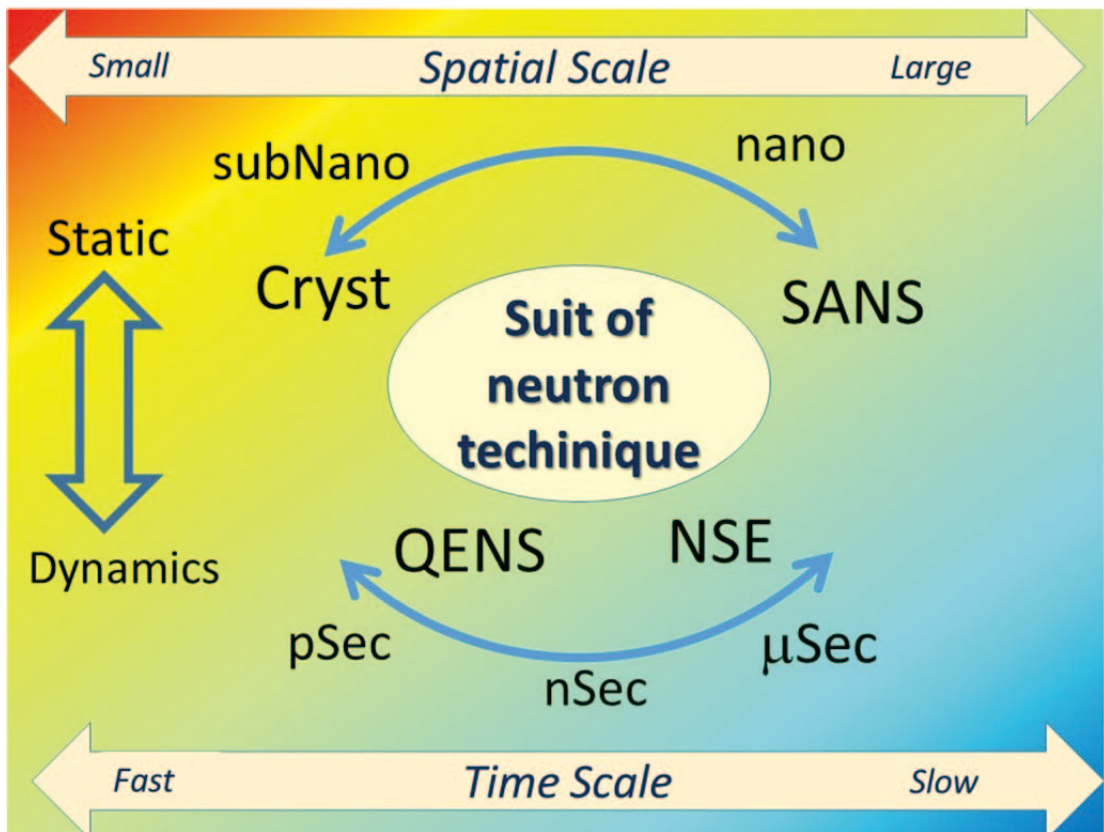 Small Spatial Scale Large
subNano nano
Static
Cryst SANS
Suit of
neutron
techinique
QENS NSE
Dynamics
pSec μSec
nSec
Fast Time Scale Slow